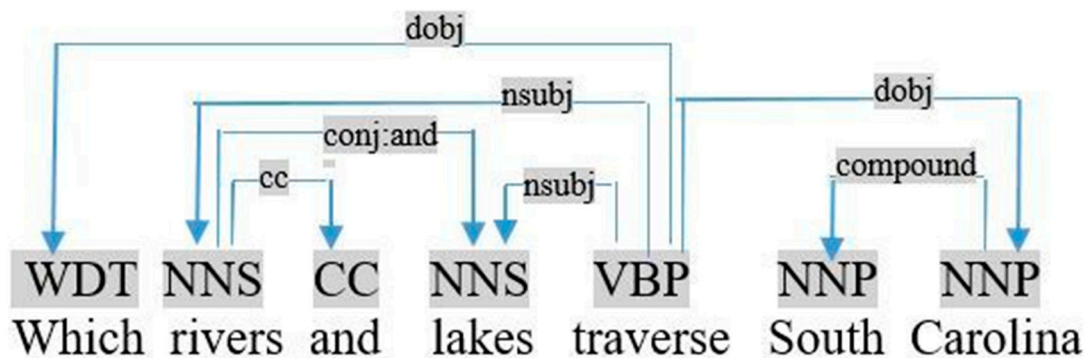 dobj
nsubj dobj
conj:and
cc nsubj compound
WDT NNS CC NNS VBP NNP NNP
Which rivers and lakes traverse South Carolina